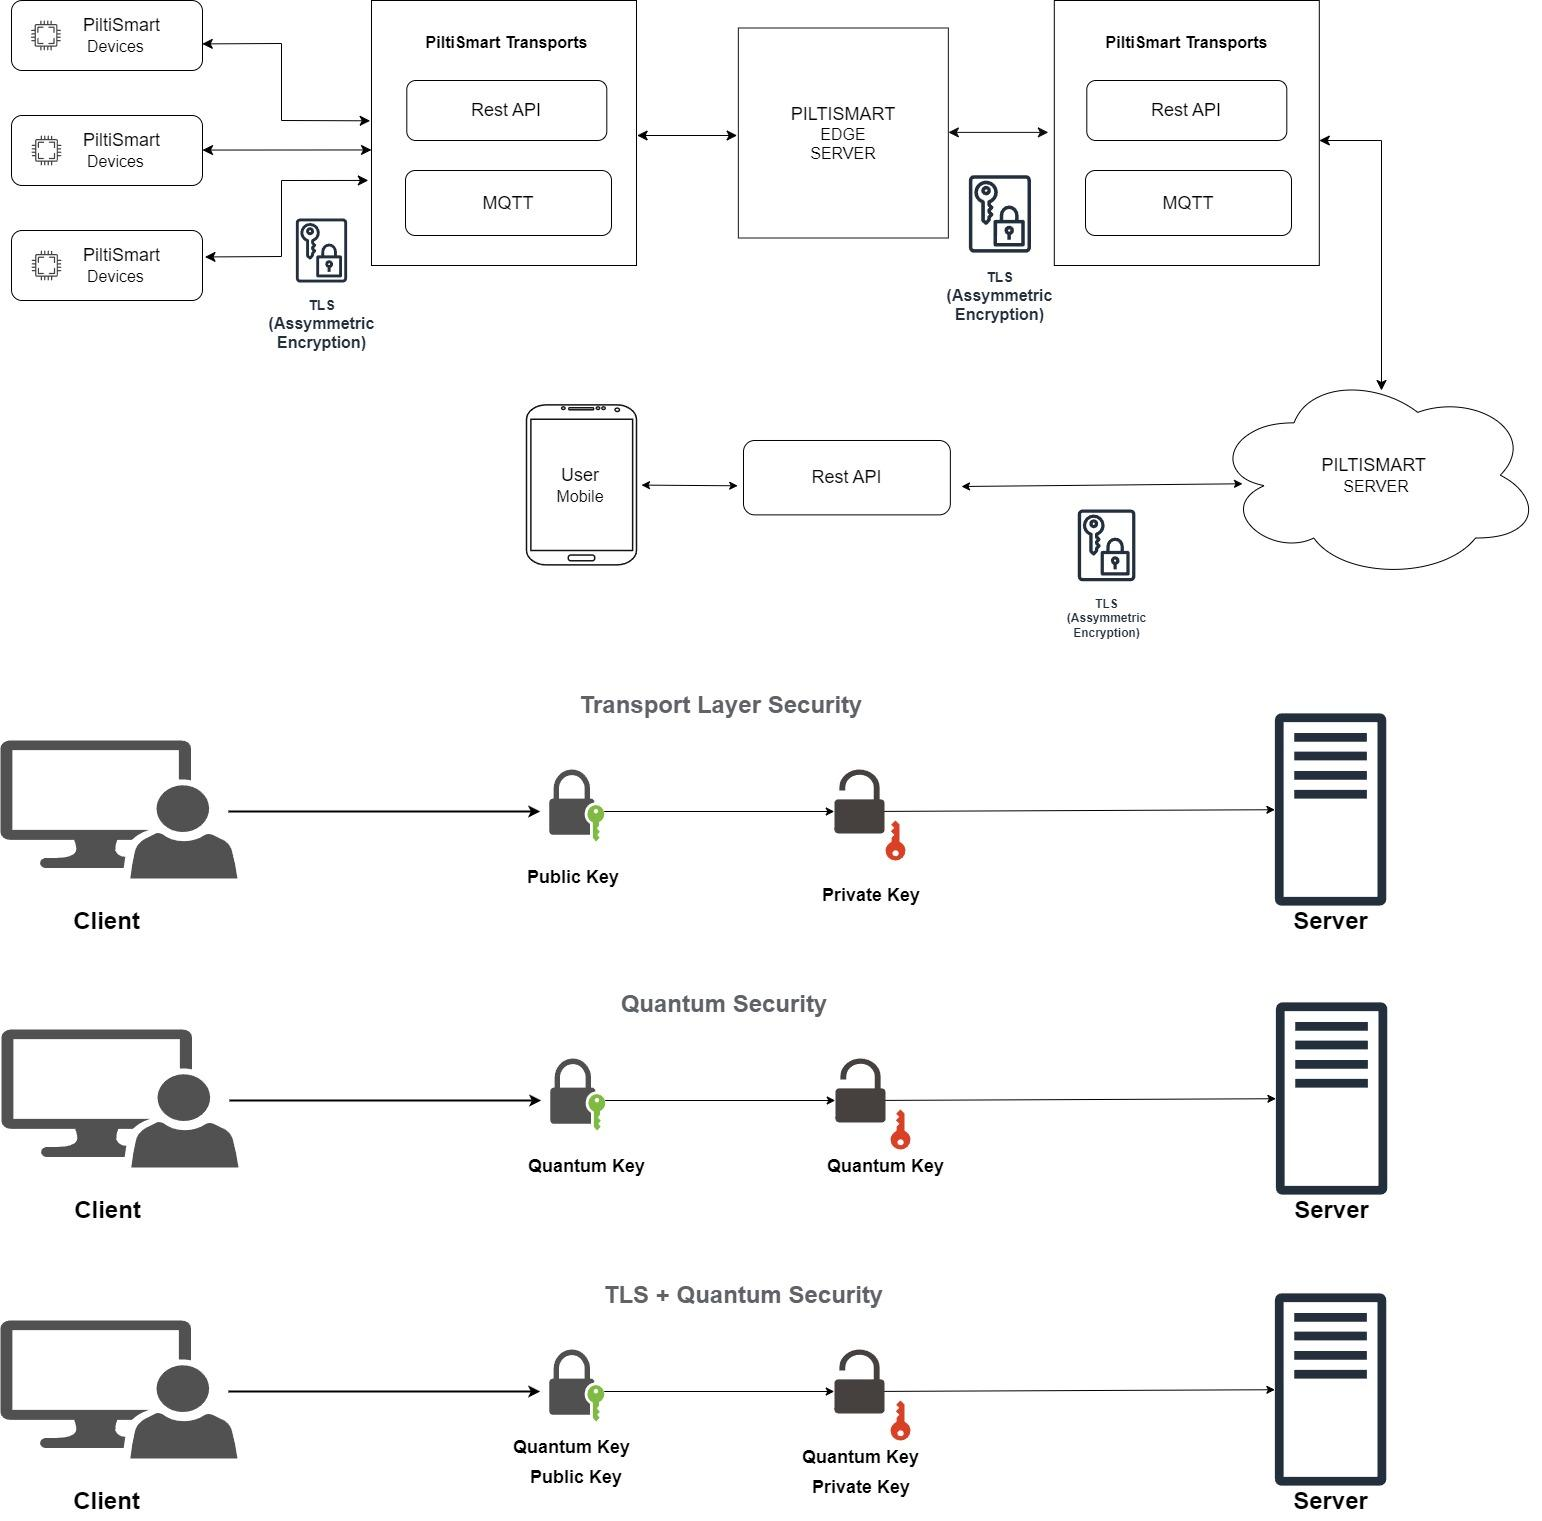 PiltiSmart
Devices
PiltiSmart
Devices
PiltiSmart
Devices
TLS
(Assymmetric
Encryption)
PiltiSmart Transports
Rest API
MQTT
PILTISMART
EDGE
SERVER
TLS
(Assymmetric
Encryption)
PiltiSmart Transports
Rest API
MQTT
User
Mobile
Rest API
TLS
(Assymmetric
Encryption)
PILTISMART
SERVER
Transport Layer Security
Public Key
Private Key
Client
Server
Quantum Security
Quantum Key
Quantum Key
Client
Server
TLS + Quantum Security
Quantum Key
Public Key
Quantum Key
Private Key
Client
Server